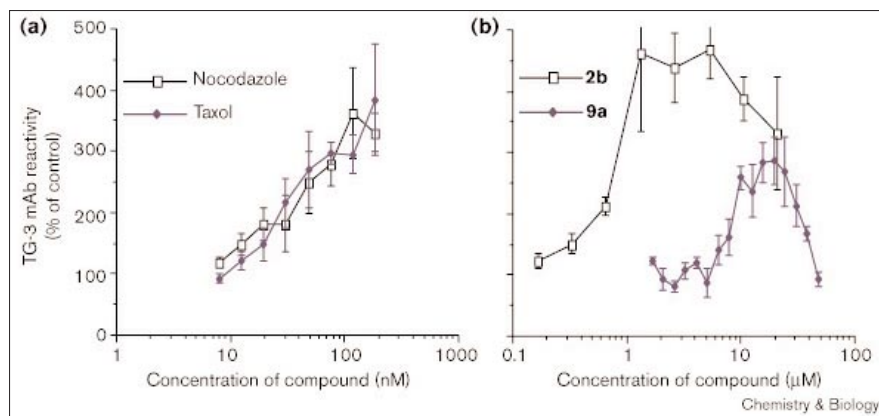 (a)
500
400
300
200
100
0
TG-3 mAb reactivity
(% of control)
Nocodazole
Taxol
1
10
100
1000
Concentration of compound (nM)
(b)
2b
9a
0.1
1
10
100
Concentration of compound (μM)
Chemistry & Biology